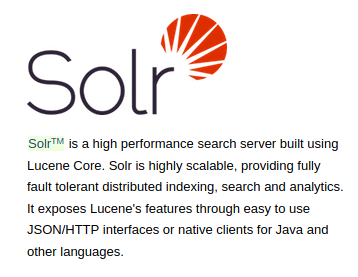 Solr
Solr™ is a high performance search server built using
Lucene Core. Solr is highly scalable, providing fully
fault tolerant distributed indexing, search and analytics.
It exposes Lucene's features through easy to use
JSON/HTTP interfaces or native clients for Java and
other languages.